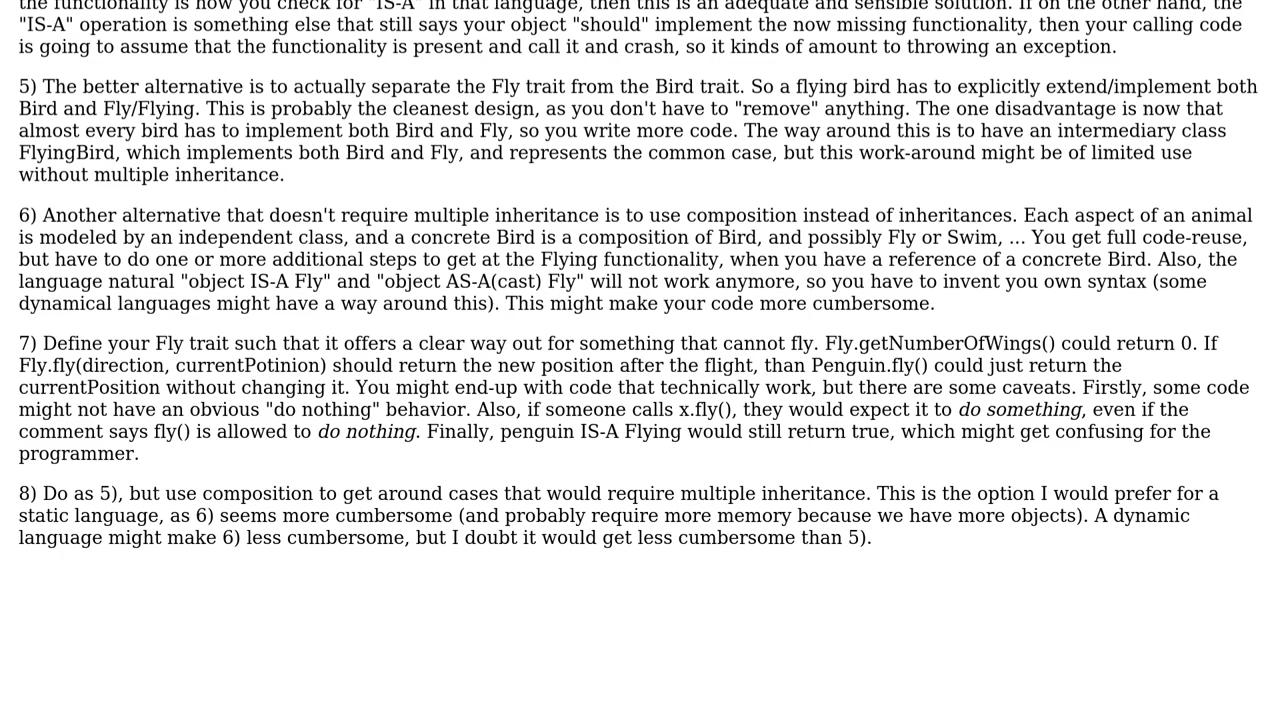 the functionality is how you check for "IS-A" in that language, then this is an adequate and sensible solution. If on the other hand, the
"IS-A" operation is something else that still says your object "should" implement the now missing functionality, then your calling code
is going to assume that the functionality is present and call it and crash, so it kinds of amount to throwing an exception.
5) The better alternative is to actually separate the Fly trait from the Bird trait. So a flying bird has to explicitly extend/implement both
Bird and Fly/Flying. This is probably the cleanest design, as you don't have to "remove" anything. The one disadvantage is now that
almost every bird has to implement both Bird and Fly, so you write more code. The way around this is to have an intermediary class
FlyingBird, which implements both Bird and Fly, and represents the common case, but this work-around might be of limited use
without multiple inheritance.
6) Another alternative that doesn't require multiple inheritance is to use composition instead of inheritances. Each aspect of an animal
is modeled by an independent class, and a concrete Bird is a composition of Bird, and possibly Fly or Swim, ... You get full code-reuse,
but have to do one or more additional steps to get at the Flying functionality, when you have a reference of a concrete Bird. Also, the
language natural "object IS-A Fly" and "object AS-A(cast) Fly" will not work anymore, so you have to invent you own syntax (some
dynamical languages might have a way around this). This might make your code more cumbersome.
7) Define your Fly trait such that it offers a clear way out for something that cannot fly. Fly.getNumberOfWings() could return 0. If
Fly.fly(direction, currentPotinion) should return the new position after the flight, than Penguin.fly() could just return the
currentPosition without changing it. You might end-up with code that technically work, but there are some caveats. Firstly, some code
might not have an obvious "do nothing" behavior. Also, if someone calls x.fly(), they would expect it to do something, even if the
comment says fly() is allowed to do nothing. Finally, penguin IS-A Flying would still return true, which might get confusing for the
programmer.
8) Do as 5), but use composition to get around cases that would require multiple inheritance. This is the option I would prefer for a
static language, as 6) seems more cumbersome (and probably require more memory because we have more objects). A dynamic
language might make 6) less cumbersome, but I doubt it would get less cumbersome than 5).